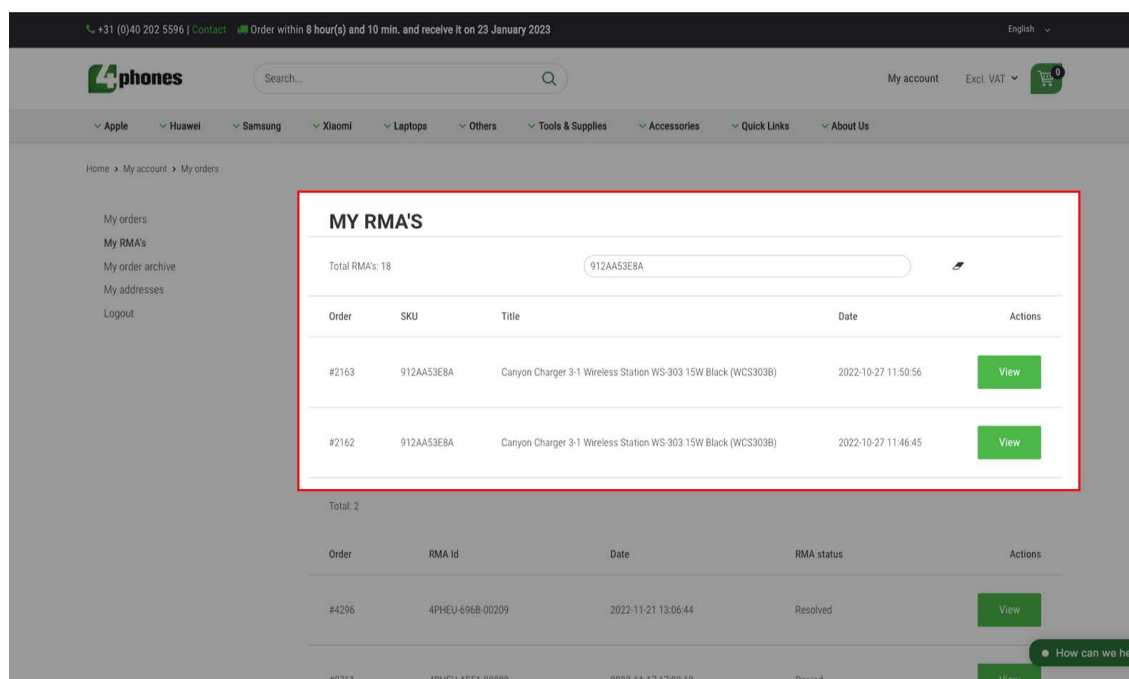 +31 (0)40 202 5596 | Contact Order within 8 hour(s) and 10 min. and receive it on 23 January 2023 English
4phones Search... My account Excl. VAT 0
Apple Huawei Samsung Xiaomi Laptops Others Tools & Supplies Accessories Quick Links About Us
Home > My account > My orders
My orders
My RMA's
My order archive
My addresses
Logout
MY RMA'S
Total RMA's: 18 912AA53E8A
Order SKU Title Date Actions
#2163 912AA53E8A Canyon Charger 3-1 Wireless Station WS-303 15W Black (WCS303B) 2022-10-27 11:50:56 View
#2162 912AA53E8A Canyon Charger 3-1 Wireless Station WS-303 15W Black (WCS303B) 2022-10-27 11:46:45 View
Total: 2
Order RMA Id Date RMA status Actions
#4296 4PHEU-696B-00209 2022-11-21 13:06:44 Resolved View
How can we he